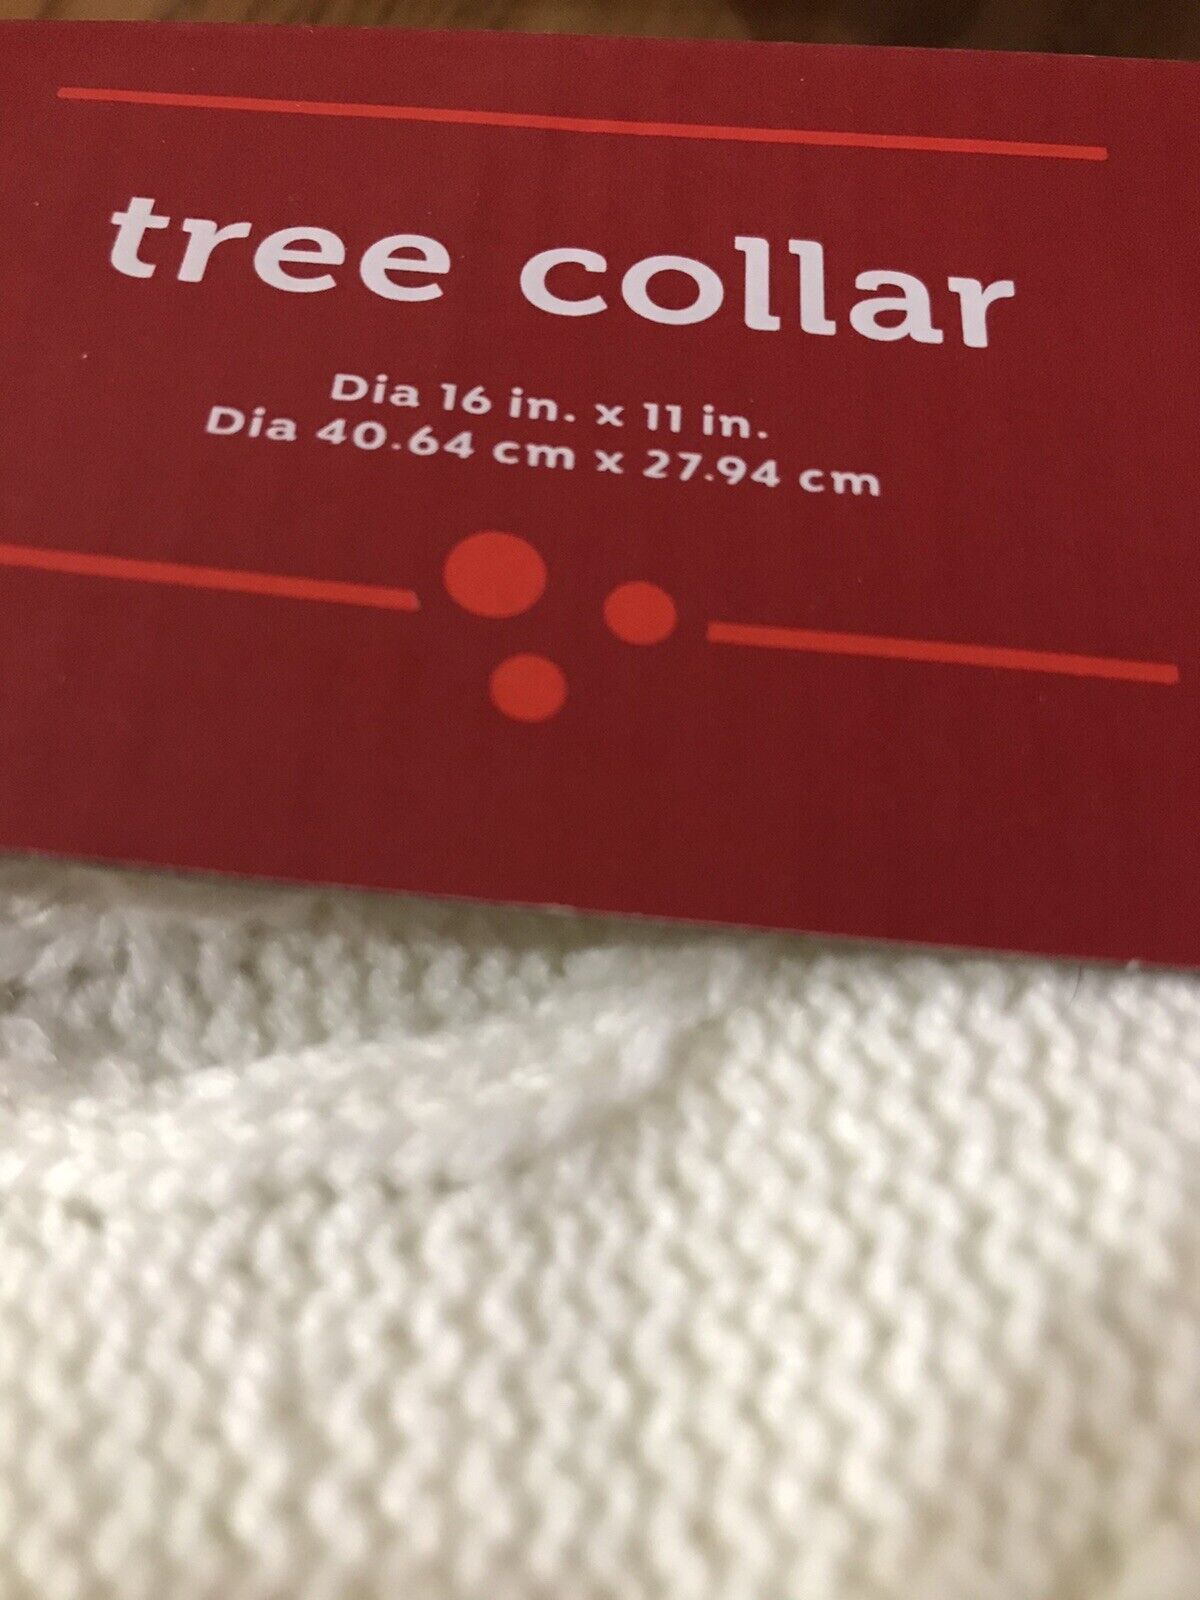 tree collar
Dia 16 in. x 11 in.
Dia 40.64 cm x 27.94 cm